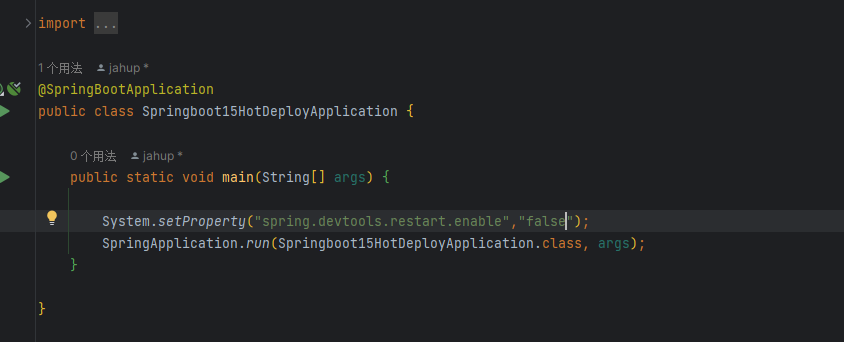 import ...
1 个用法 jahup *
@SpringBootApplication
public class Springboot15HotDeployApplication {
0 个用法 jahup *
public static void main(String[] args) {
System.setProperty("spring.devtools.restart.enable","false");
SpringApplication.run(Springboot15HotDeployApplication.class, args);
}
}